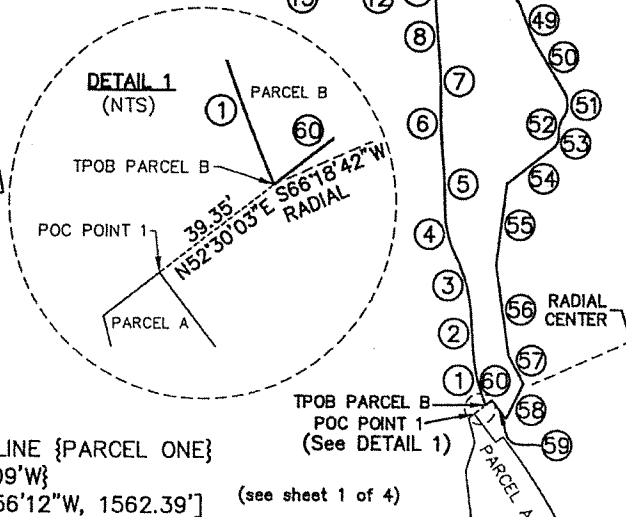 13
12
8
49
50
DETAIL 1
(NTS)
7
PARCEL B
51
1
6
52
60
53
TPOB PARCEL B
S66°18'42"W
RADIAL
5
54
39.35'
N52°30'03"E
POC POINT 1
4
55
3
PARCEL A
56
RADIAL
CENTER
2
57
1
60
TPOB PARCEL B
58
POC POINT 1
(See DETAIL 1)
59
LINE {PARCEL ONE}
09'W}
PARCEL A
56'12"W, 1562.39']
(see sheet 1 of 4)